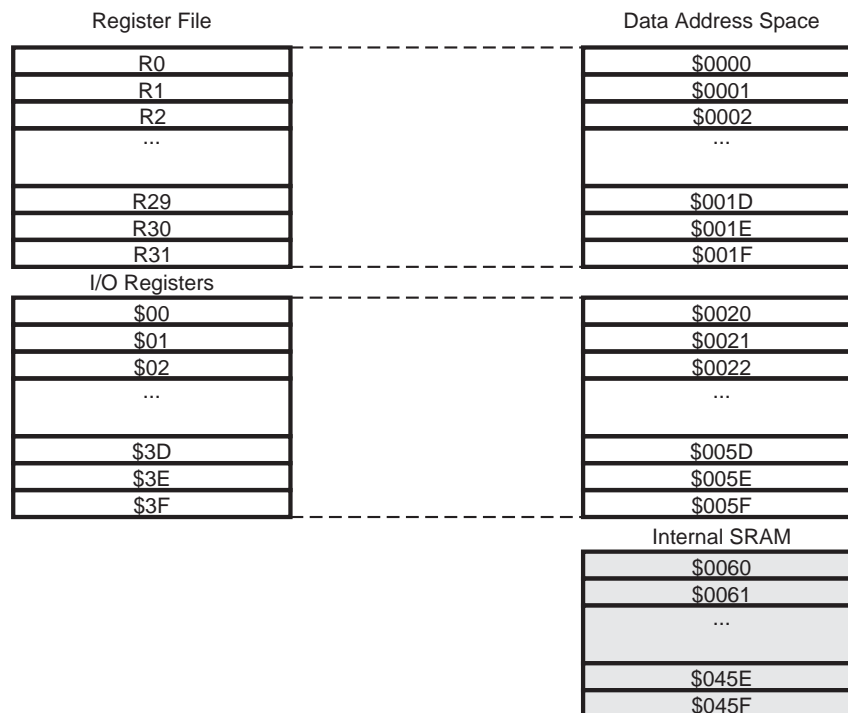 Register File Data Address Space
R0 $0000
R1 $0001
R2 $0002
... ...
R29 $001D
R30 $001E
R31 $001F
I/O Registers
$00 $0020
$01 $0021
$02 $0022
... ...
$3D $005D
$3E $005E
$3F $005F
Internal SRAM
$0060
$0061
...
$045E
$045F